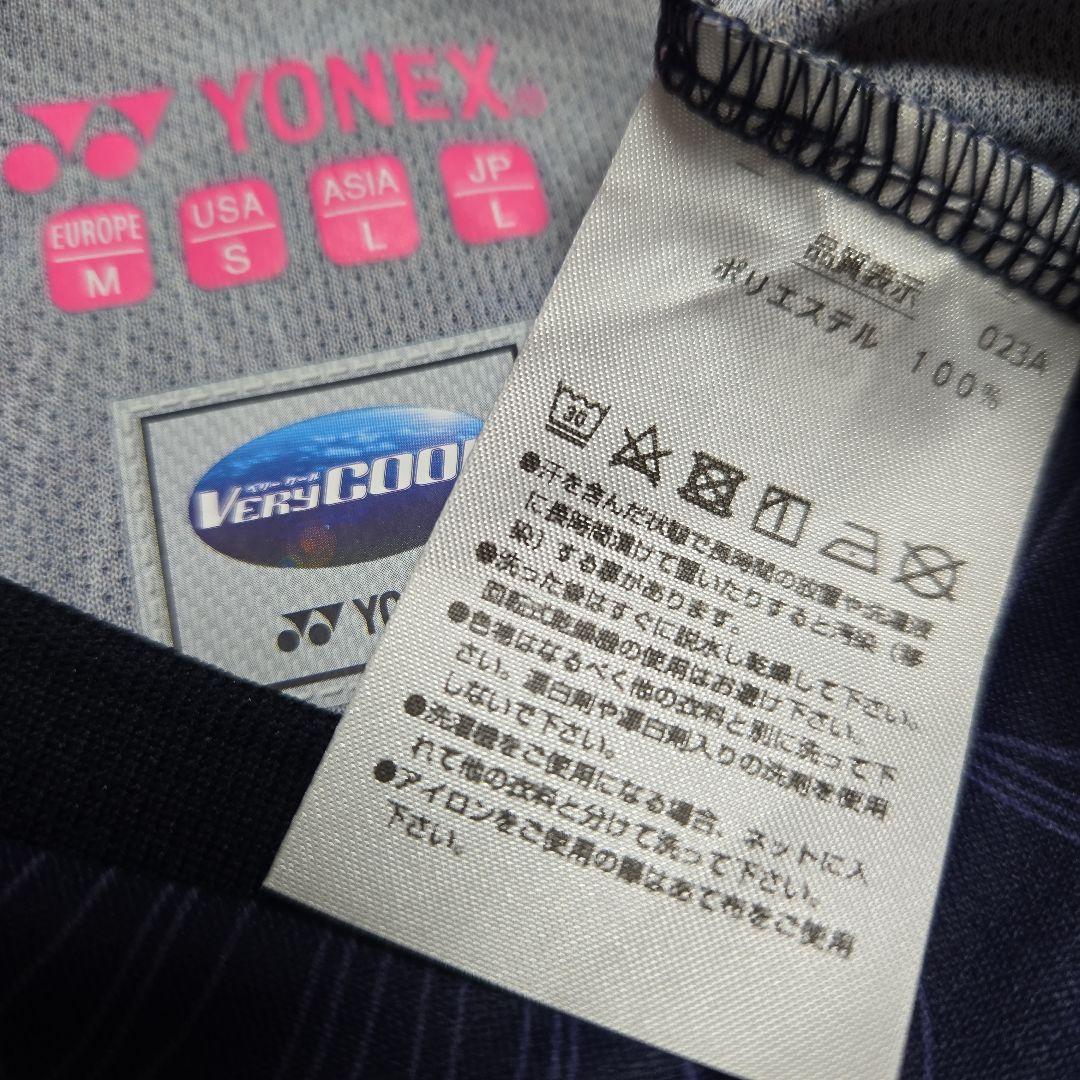 YONEX®
EUROPE
M
USA
S
ASIA
L
JP
L
ベリー クール
VERYCOOL
YO
品質表示
ポリエステル 100%
023A
30
●汗を含んだ状態で長時間の放置や水濡状
に長時間漬けて置いたりすると汚染（移
染）する事があります。
●洗った後はすぐに脱水し乾燥して下さい。
回転式乾燥機の使用はお避け下さい。
●色物はなるべく他の衣料と別に洗って下
さい。漂白剤や漂白剤入りの洗剤を使用
しないで下さい。
●洗濯機をご使用になる場合、ネットに入
れて他の衣料と分けて洗って下さい。
●アイロンをご使用の際はあて布をご使用
下さい。